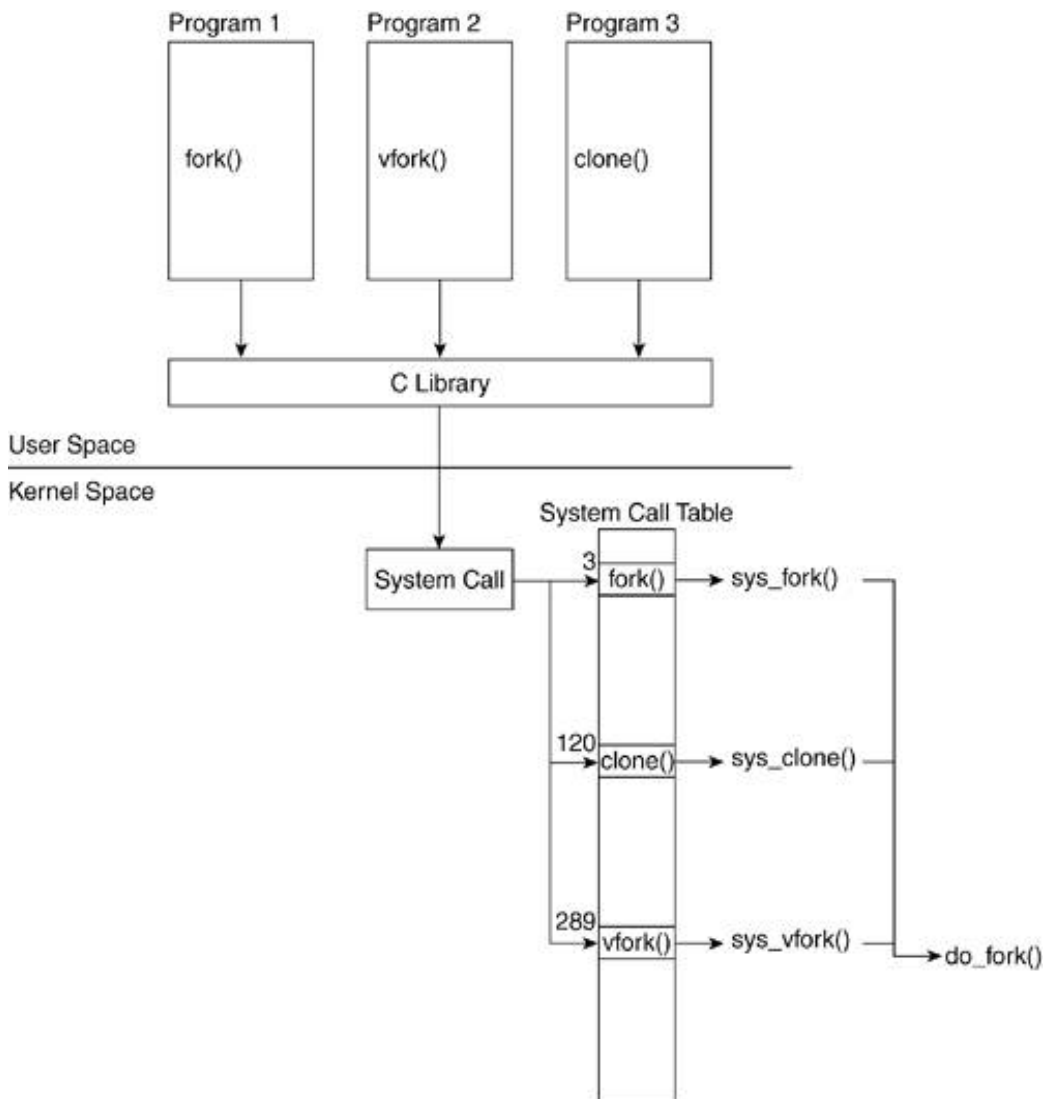 Program 1
Program 2
Program 3
fork()
vfork()
clone()
C Library
User Space
Kernel Space
System Call Table
System Call
3
fork()
sys_fork()
120
clone()
sys_clone()
289
vfork()
sys_vfork()
do_fork()